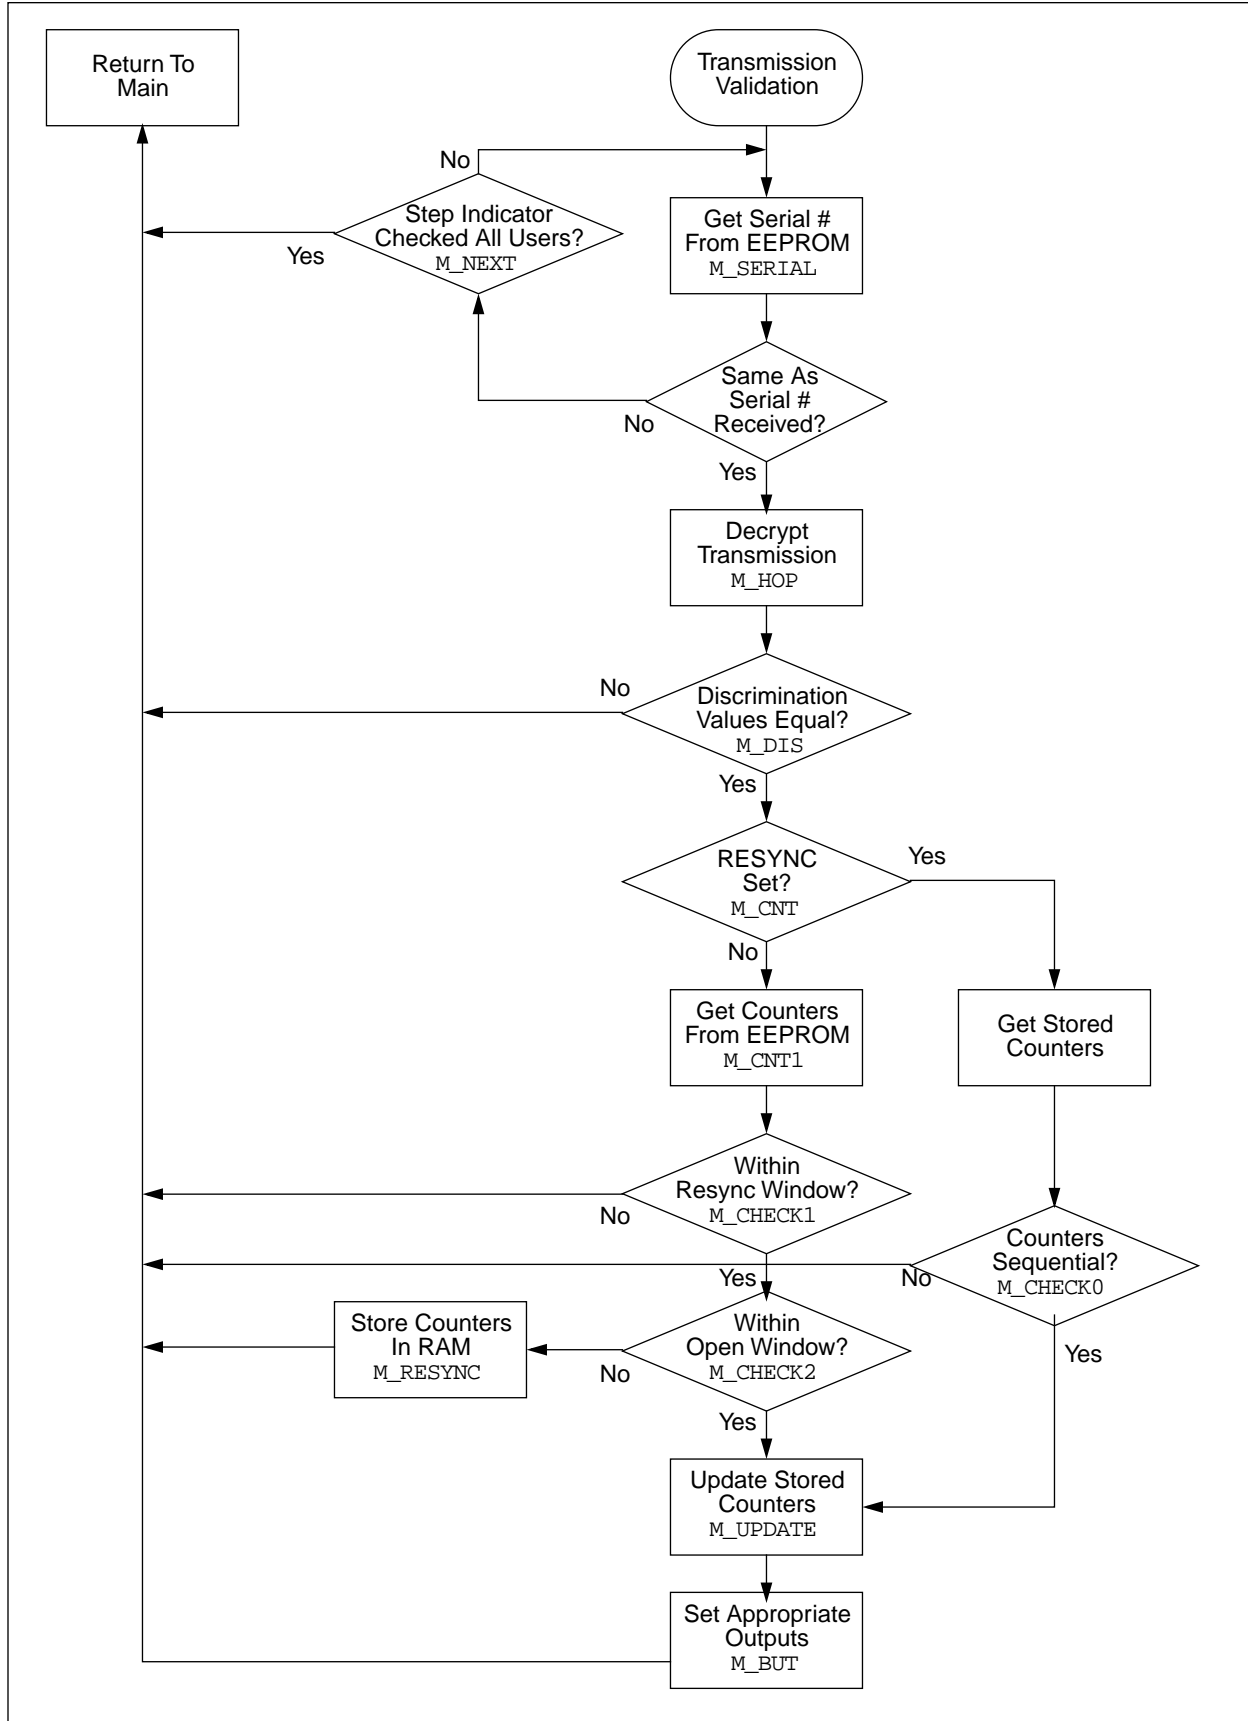 Return To
Main
Transmission
Validation
No
Step Indicator
Checked All Users?
M_NEXT
Yes
Get Serial #
From EEPROM
M_SERIAL
Same As
Serial #
Received?
No
Yes
Decrypt
Transmission
M_HOP
No
Discrimination
Values Equal?
M_DIS
Yes
RESYNC
Set?
M_CNT
Yes
No
Get Counters
From EEPROM
M_CNT1
Get Stored
Counters
Within
Resync Window?
M_CHECK1
No
Yes
Counters
Sequential?
M_CHECK0
No
Yes
Store Counters
In RAM
M_RESYNC
Within
Open Window?
M_CHECK2
No
Yes
Update Stored
Counters
M_UPDATE
Set Appropriate
Outputs
M_BUT